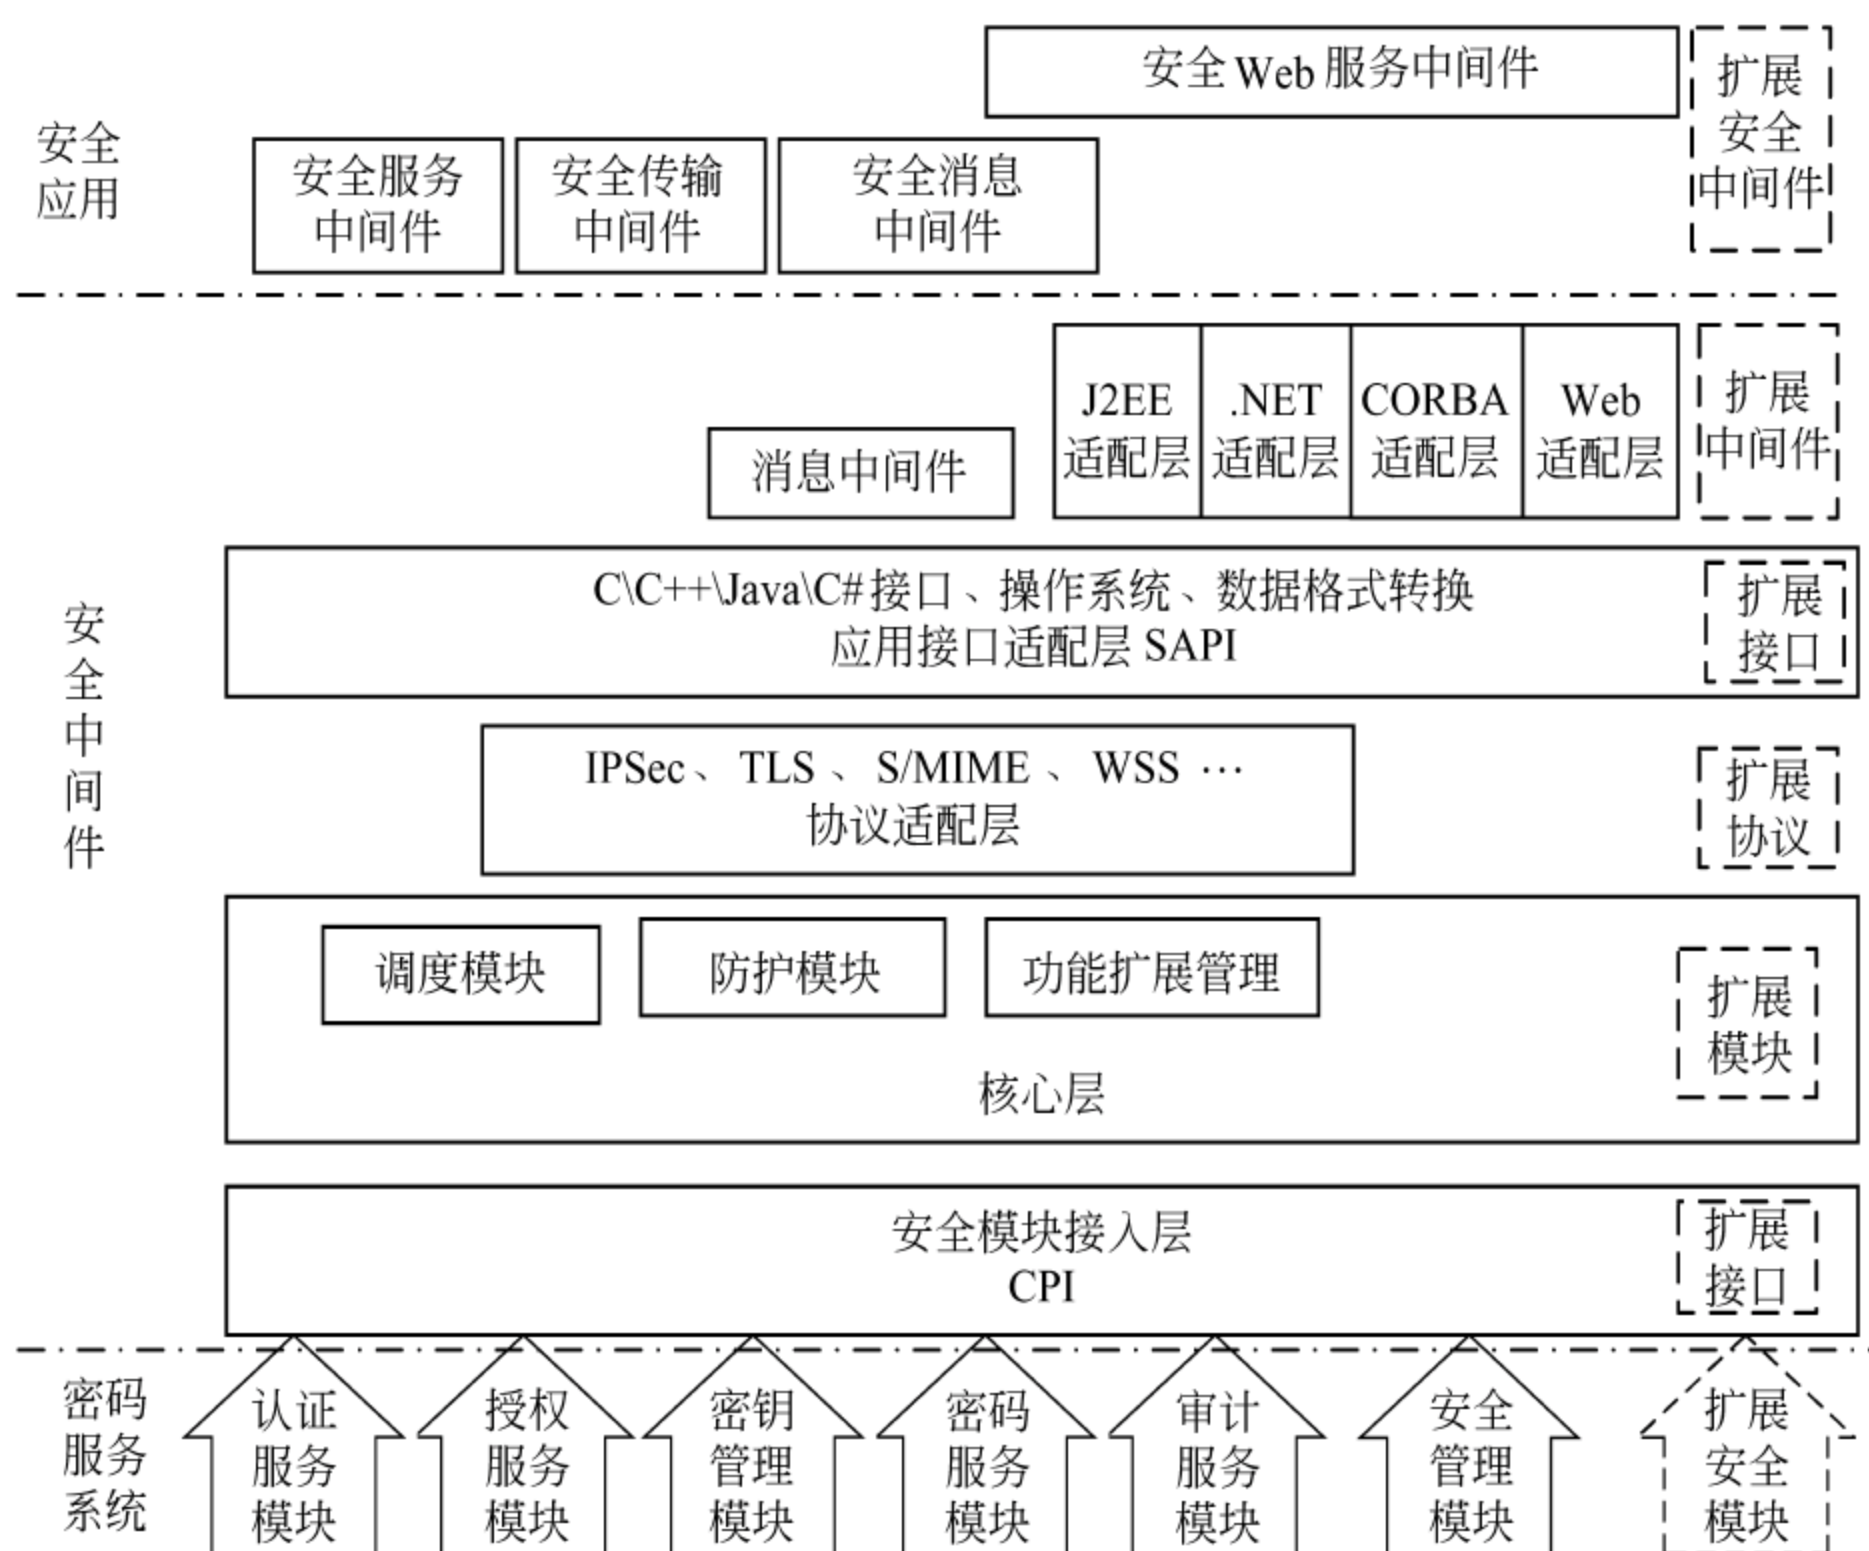 安全
应用
安全Web服务中间件
扩展
安全
中间件
安全服务
中间件
安全传输
中间件
安全消息
中间件
安全中间件
消息中间件
J2EE
适配层
.NET
适配层
CORBA
适配层
Web
适配层
扩展
中间件
C\C++\Java\C#接口、操作系统、数据格式转换
应用接口适配层 SAPI
扩展
接口
IPSec、TLS、S/MIME、WSS …
协议适配层
扩展
协议
调度模块
防护模块
功能扩展管理
核心层
扩展
模块
安全模块接入层
CPI
扩展
接口
密码
服务
系统
认证
服务
模块
授权
服务
模块
密钥
管理
模块
密码
服务
模块
审计
服务
模块
安全
管理
模块
扩展
安全
模块